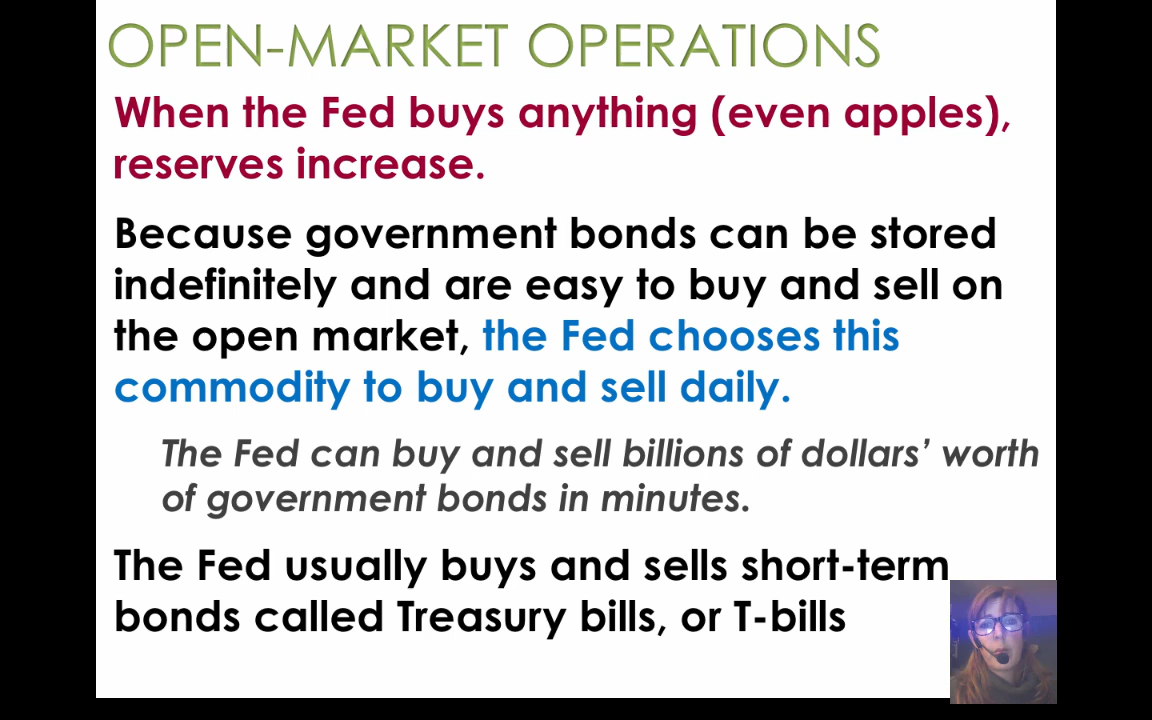 OPEN-MARKET OPERATIONS
When the Fed buys anything (even apples),
reserves increase.
Because government bonds can be stored
indefinitely and are easy to buy and sell on
the open market, the Fed chooses this
commodity to buy and sell daily.
The Fed can buy and sell billions of dollars’ worth
of government bonds in minutes.
The Fed usually buys and sells short-term
bonds called Treasury bills, or T-bills